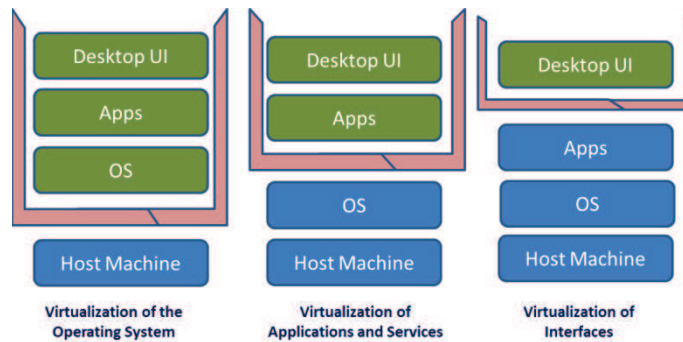 Desktop UI
Apps
OS
Host Machine
Virtualization of the
Operating System
Desktop UI
Apps
OS
Host Machine
Virtualization of
Applications and Services
Desktop UI
Apps
OS
Host Machine
Virtualization of
Interfaces